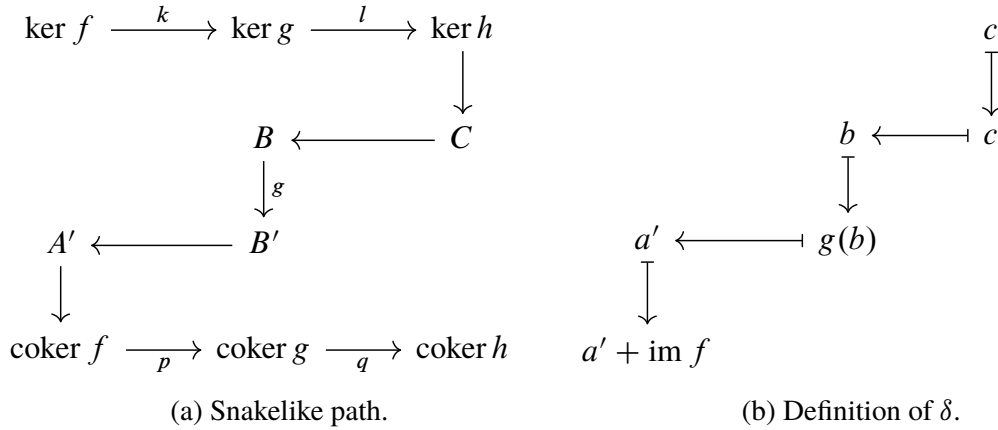 k l
ker f ker g ker h c
B C b c
g
A′ B′ a′ g(b)
coker f coker g coker h a′ + im f
p q
(a) Snakelike path. (b) Definition of δ.